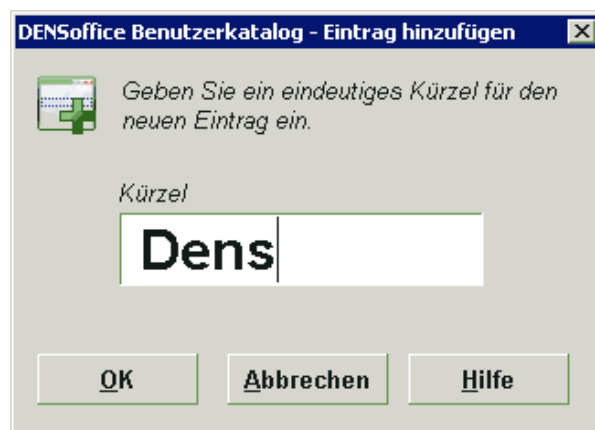 DENSoffice Benutzerkatalog - Eintrag hinzufügen
Geben Sie ein eindeutiges Kürzel für den
neuen Eintrag ein.
Kürzel
Dens
OK Abbrechen Hilfe